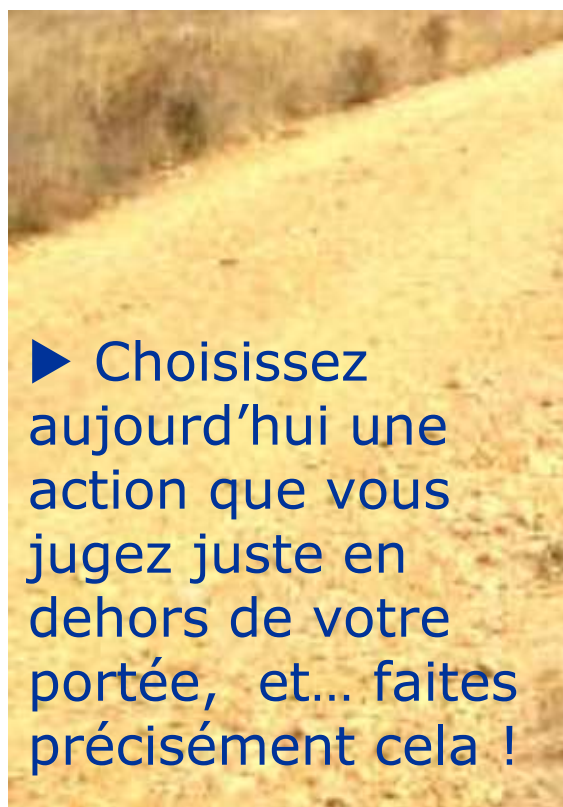 ▶ Choisissez
aujourd’hui une
action que vous
jugez juste en
dehors de votre
portée,  et… faites
précisément cela !